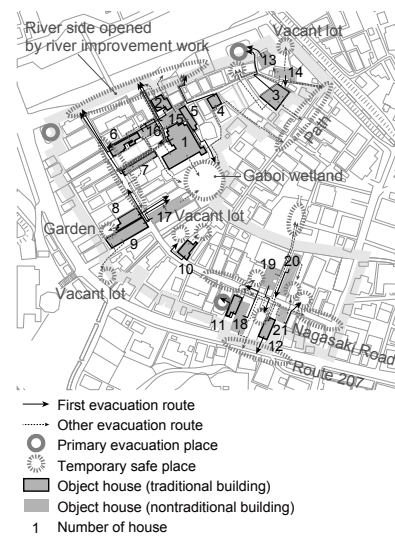 River side opened
by river improvement work
Vacant lot
13
14
3
2
5
4
15
6
16
1
7
Path
Gaboi wetland
8
17
Vacant lot
Garden
9
10
19
20
Vacant lot
11
18
21
12
Nagasaki Road
Route 207
First evacuation route
Other evacuation route
Primary evacuation place
Temporary safe place
Object house (traditional building)
Object house (nontraditional building)
1 Number of house